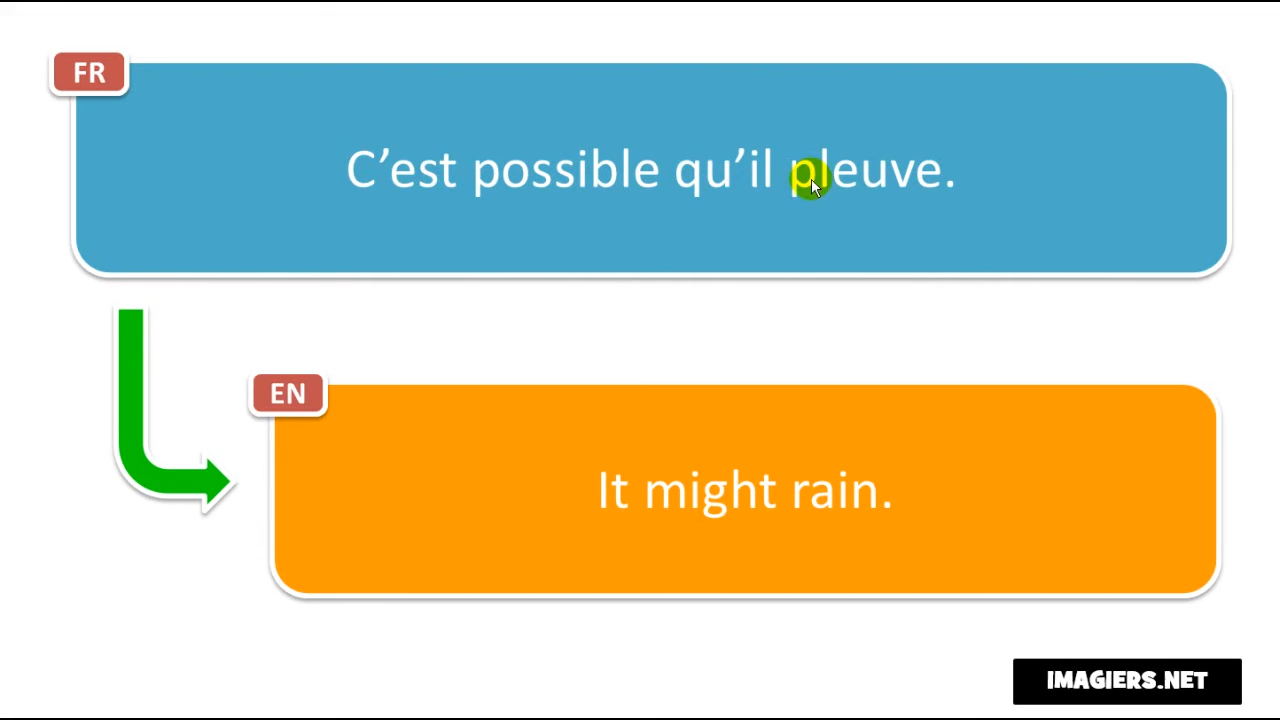 FR
C’est possible qu’il pleuve.
EN
It might rain.
IMAGIERS.NET